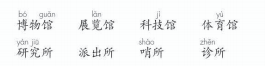 bó guǎn lǎn jì yù
博物馆 展览馆 科技馆 体育馆
yán jiū shào zhěn
研究所 派出所 哨所 诊所